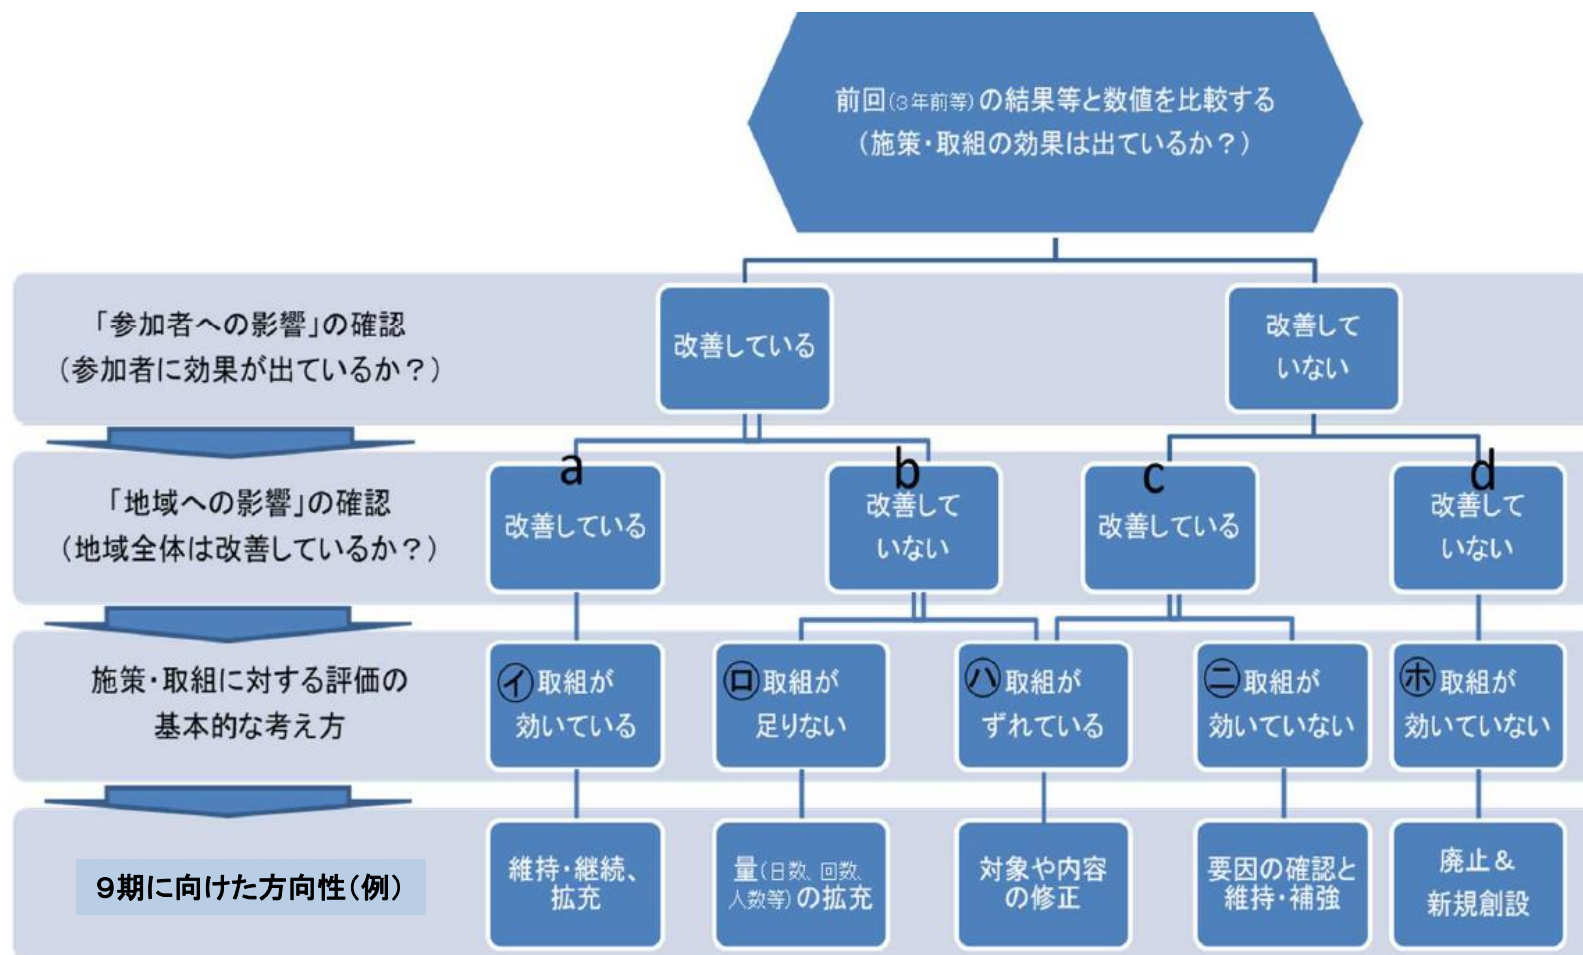 前回(3年前等)の結果等と数値を比較する
(施策・取組の効果は出ているか？)
「参加者への影響」の確認
(参加者に効果が出ているか？)
改善している
改善して
いない
「地域への影響」の確認
(地域全体は改善しているか？)
a
改善している
b
改善して
いない
c
改善している
d
改善して
いない
施策・取組に対する評価の
基本的な考え方
㋑取組が
効いている
㋺取組が
足りない
㋩取組が
ずれている
㋥取組が
効いていない
㋭取組が
効いていない
９期に向けた方向性(例)
維持・継続、
拡充
量(日数、回数、
人数等)の拡充
対象や内容
の修正
要因の確認と
維持・補強
廃止＆
新規創設